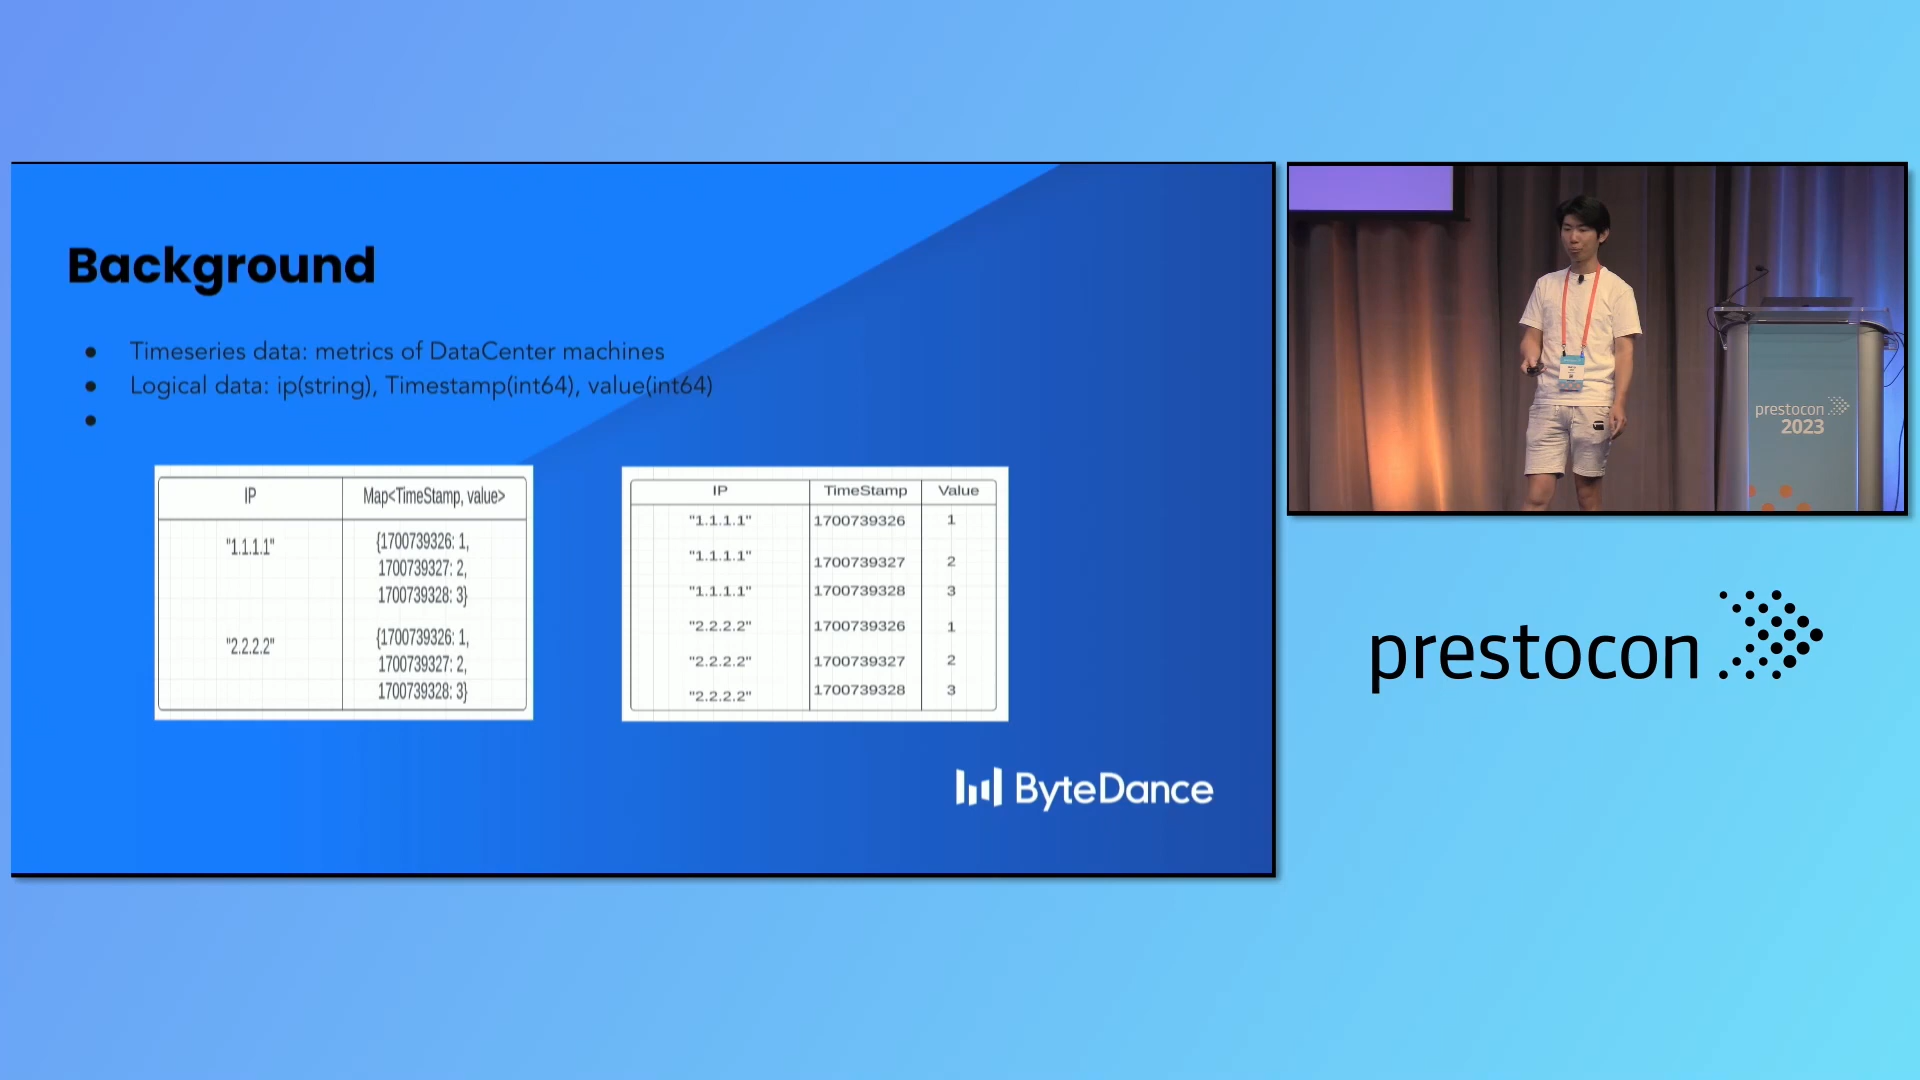 Background
● Timeseries data: metrics of DataCenter machines
● Logical data: ip(string), Timestamp(int64), value(int64)
●
IP Map<TimeStamp, value>
"1.1.1.1" {1700739326: 1,
1700739327: 2,
1700739328: 3}
"2.2.2.2" {1700739326: 1,
1700739327: 2,
1700739328: 3}
IP TimeStamp Value
"1.1.1.1" 1700739326 1
"1.1.1.1" 1700739327 2
"1.1.1.1" 1700739328 3
"2.2.2.2" 1700739326 1
"2.2.2.2" 1700739327 2
"2.2.2.2" 1700739328 3
ByteDance
prestocon
2023
prestocon